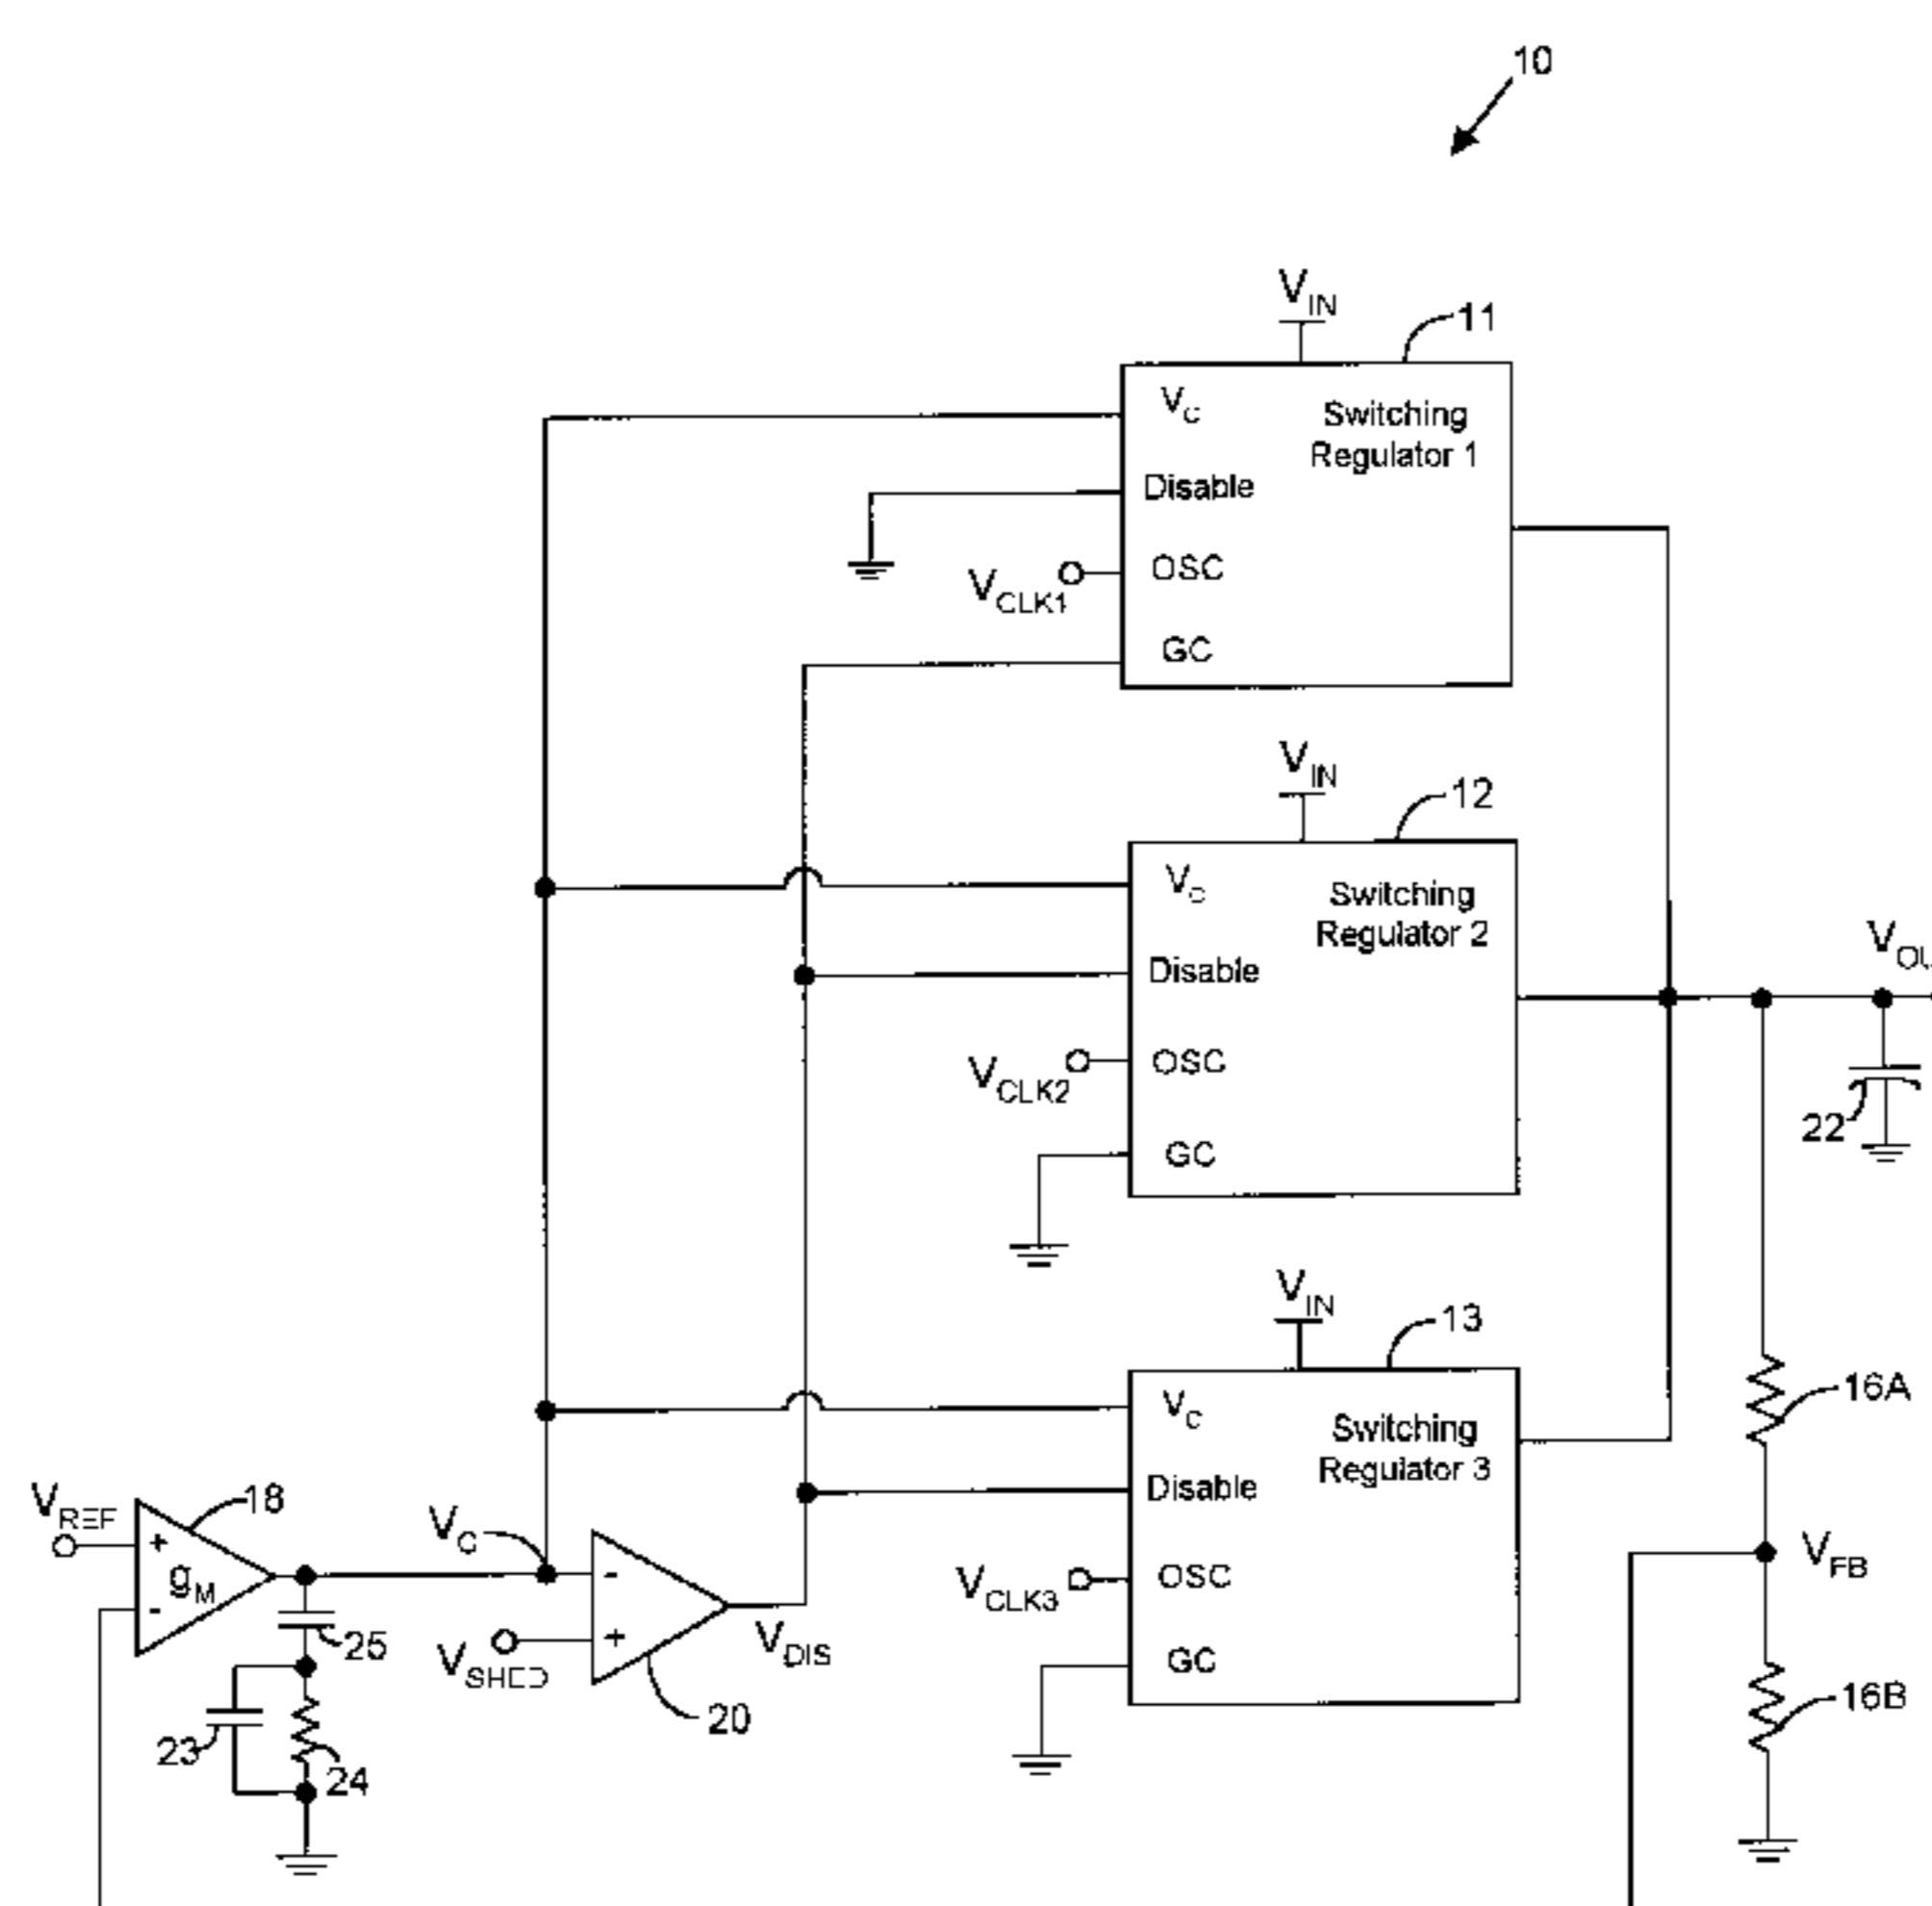 10
VIN
11
VC
Switching
Regulator 1
Disable
VCLK1
OSC
GC
VIN
12
VC
Switching
Regulator 2
Disable
VOU
VCLK2
OSC
22
GC
VIN
13
VC
Switching
Regulator 3
16A
Disable
VREF
18
VC
+
-
gM
-
VCLK3
OSC
VFB
25
VSHED
+
VDIS
GC
16B
23
24
20